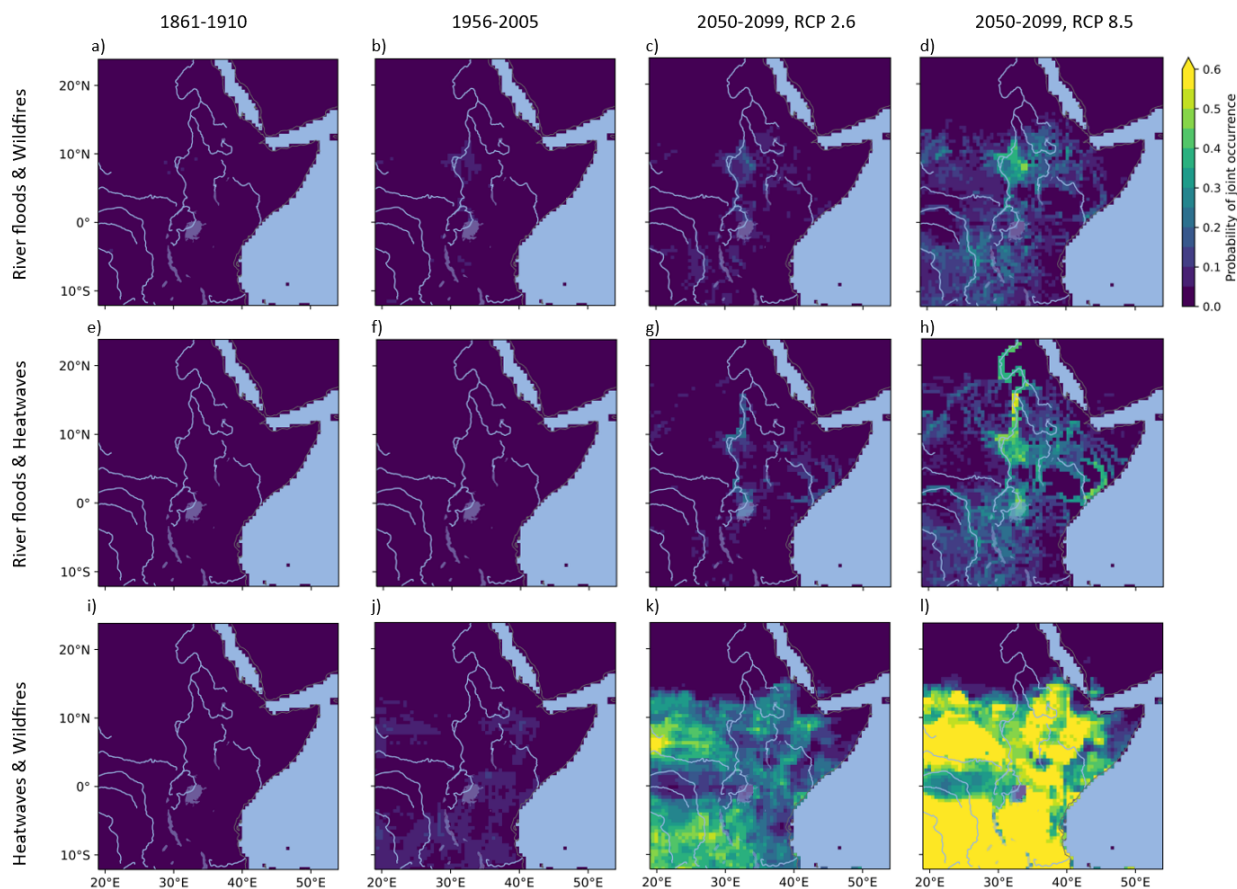 1861-1910
1956-2005
2050-2099, RCP 2.6
2050-2099, RCP 8.5
a)
b)
c)
d)
River floods & Wildfires
20°N
10°N
0°
10°S
0.6
0.5
0.4
0.3
0.2
0.1
0.0
Probability of joint occurrence
e)
f)
g)
h)
River floods & Heatwaves
20°N
10°N
0°
10°S
i)
j)
k)
l)
Heatwaves & Wildfires
20°N
10°N
0°
10°S
20°E 30°E 40°E 50°E
20°E 30°E 40°E 50°E
20°E 30°E 40°E 50°E
20°E 30°E 40°E 50°E